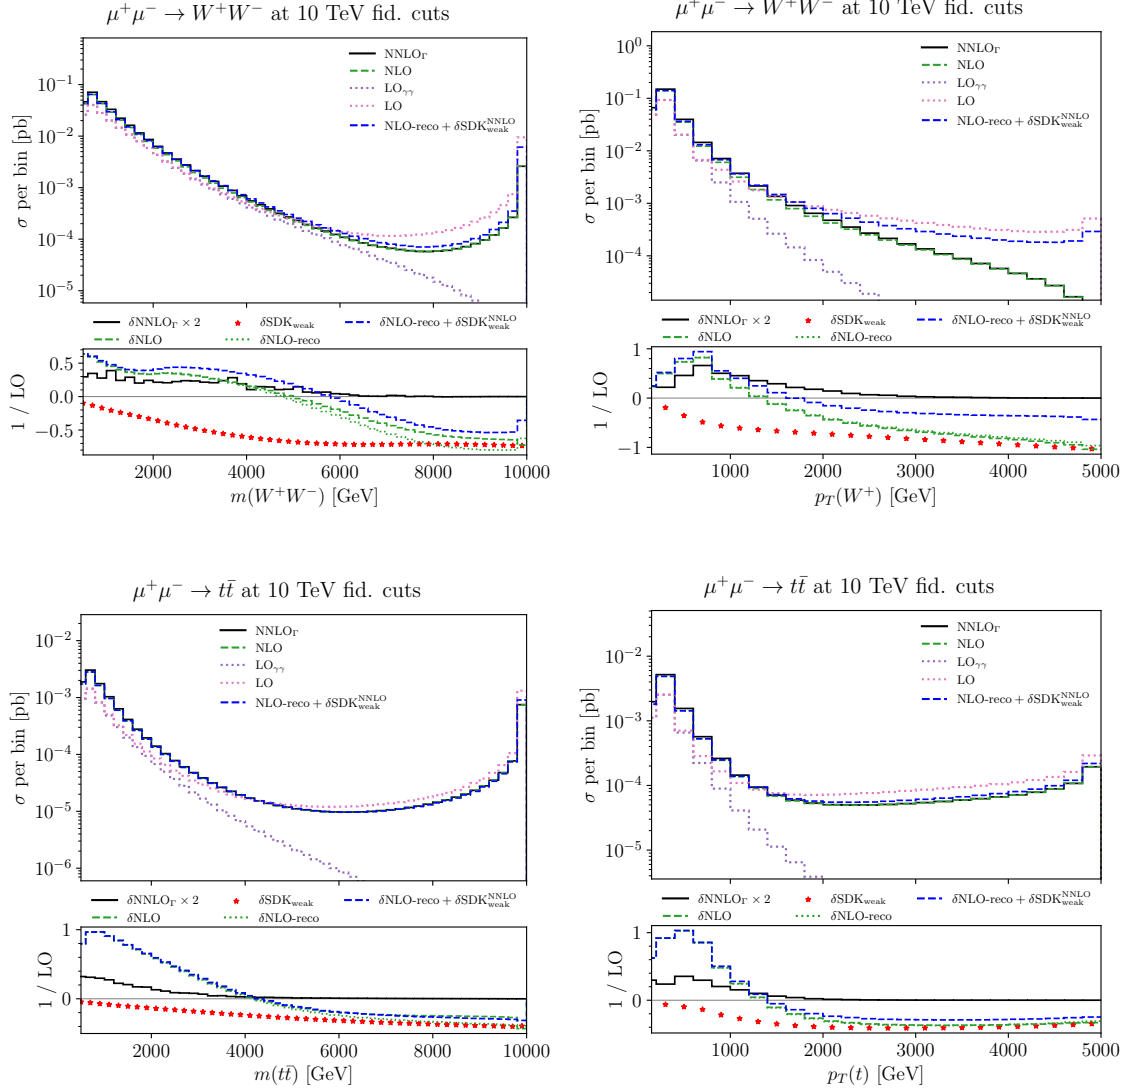 μ⁺μ⁻ → W⁺W⁻ at 10 TeV fid. cuts
NNLO_Γ
NLO
LO_γγ
LO
NLO-reco + δSDK_weak^NNLO
σ per bin [pb]
10⁻¹
10⁻²
10⁻³
10⁻⁴
10⁻⁵
δNNLO_Γ × 2
δSDK_weak
δNLO-reco + δSDK_weak^NNLO
δNLO
δNLO-reco
1 / LO
0.5
0.0
−0.5
2000 4000 6000 8000 10000
m(W⁺W⁻) [GeV]
μ⁺μ⁻ → W⁺W⁻ at 10 TeV fid. cuts
NNLO_Γ
NLO
LO_γγ
LO
NLO-reco + δSDK_weak^NNLO
σ per bin [pb]
10⁰
10⁻¹
10⁻²
10⁻³
10⁻⁴
δNNLO_Γ × 2
δSDK_weak
δNLO-reco + δSDK_weak^NNLO
δNLO
δNLO-reco
1 / LO
1
0
−1
1000 2000 3000 4000 5000
p_T(W⁺) [GeV]
μ⁺μ⁻ → tt̄ at 10 TeV fid. cuts
NNLO_Γ
NLO
LO_γγ
LO
NLO-reco + δSDK_weak^NNLO
σ per bin [pb]
10⁻²
10⁻³
10⁻⁴
10⁻⁵
10⁻⁶
δNNLO_Γ × 2
δSDK_weak
δNLO-reco + δSDK_weak^NNLO
δNLO
δNLO-reco
1 / LO
1
0
2000 4000 6000 8000 10000
m(tt̄) [GeV]
μ⁺μ⁻ → tt̄ at 10 TeV fid. cuts
NNLO_Γ
NLO
LO_γγ
LO
NLO-reco + δSDK_weak^NNLO
σ per bin [pb]
10⁻²
10⁻³
10⁻⁴
10⁻⁵
δNNLO_Γ × 2
δSDK_weak
δNLO-reco + δSDK_weak^NNLO
δNLO
δNLO-reco
1 / LO
1
0
1000 2000 3000 4000 5000
p_T(t) [GeV]